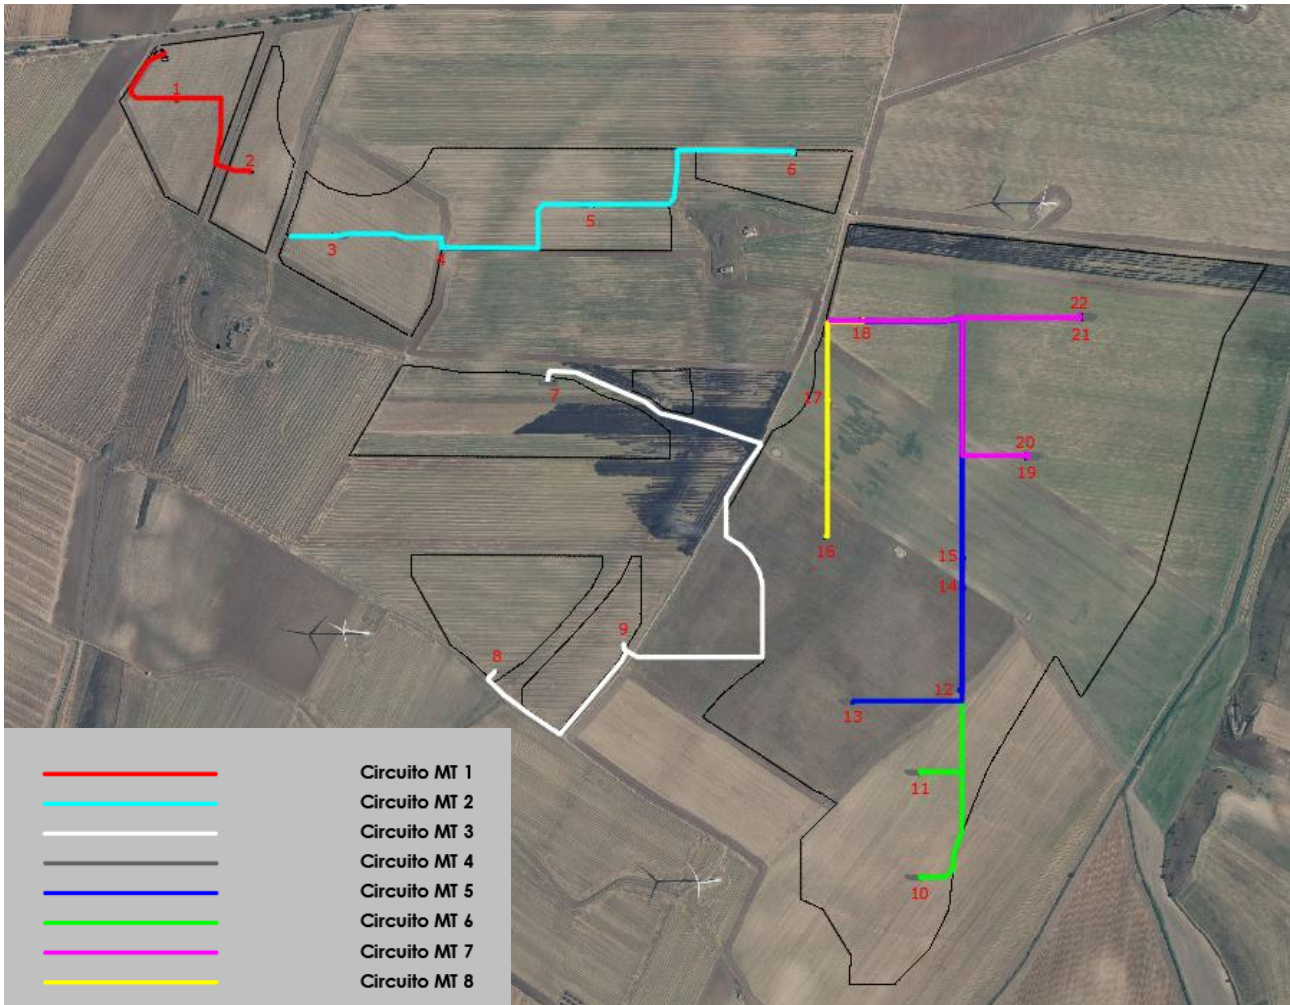 1
2
6
5
3
4
22
18
21
7
17
20
19
16
15
14
9
8
12
13
11
10
Circuito MT 1
Circuito MT 2
Circuito MT 3
Circuito MT 4
Circuito MT 5
Circuito MT 6
Circuito MT 7
Circuito MT 8